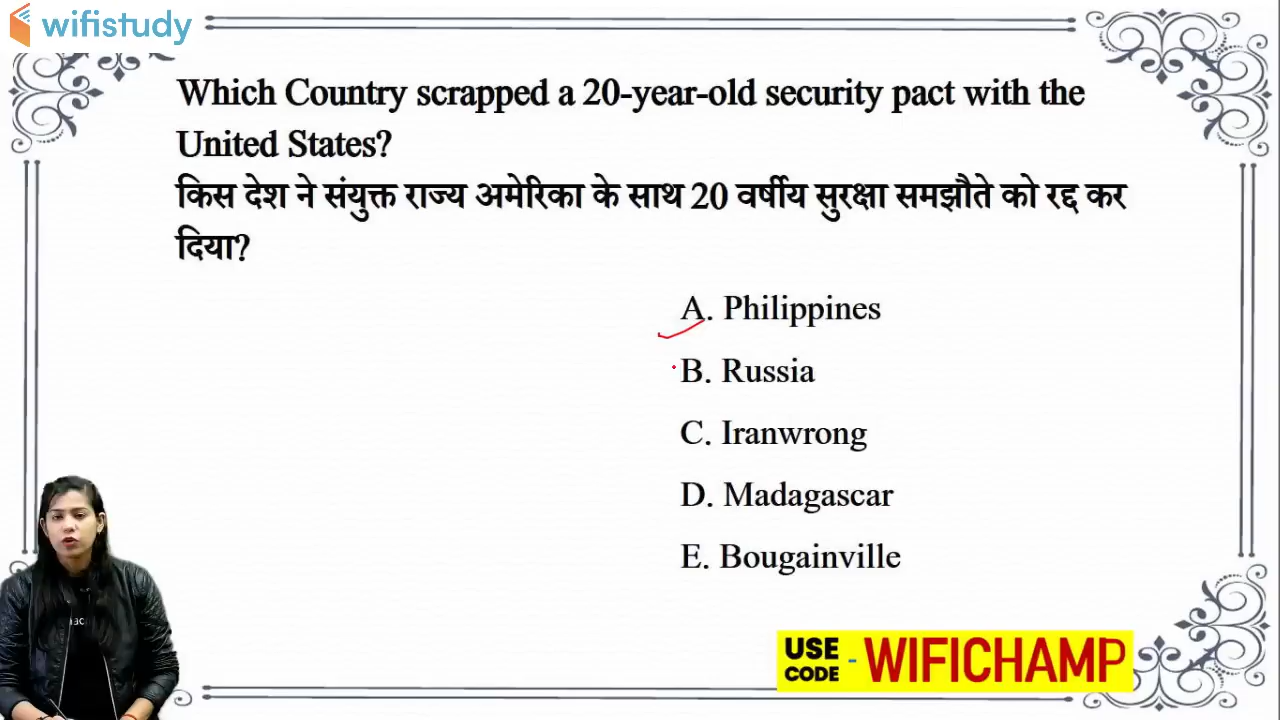 wifistudy
Which Country scrapped a 20-year-old security pact with the
United States?
किस देश ने संयुक्त राज्य अमेरिका के साथ 20 वर्षीय सुरक्षा समझौते को रद्द कर
दिया?
A. Philippines
B. Russia
C. Iranwrong
D. Madagascar
E. Bougainville
USE CODE - WIFICHAMP